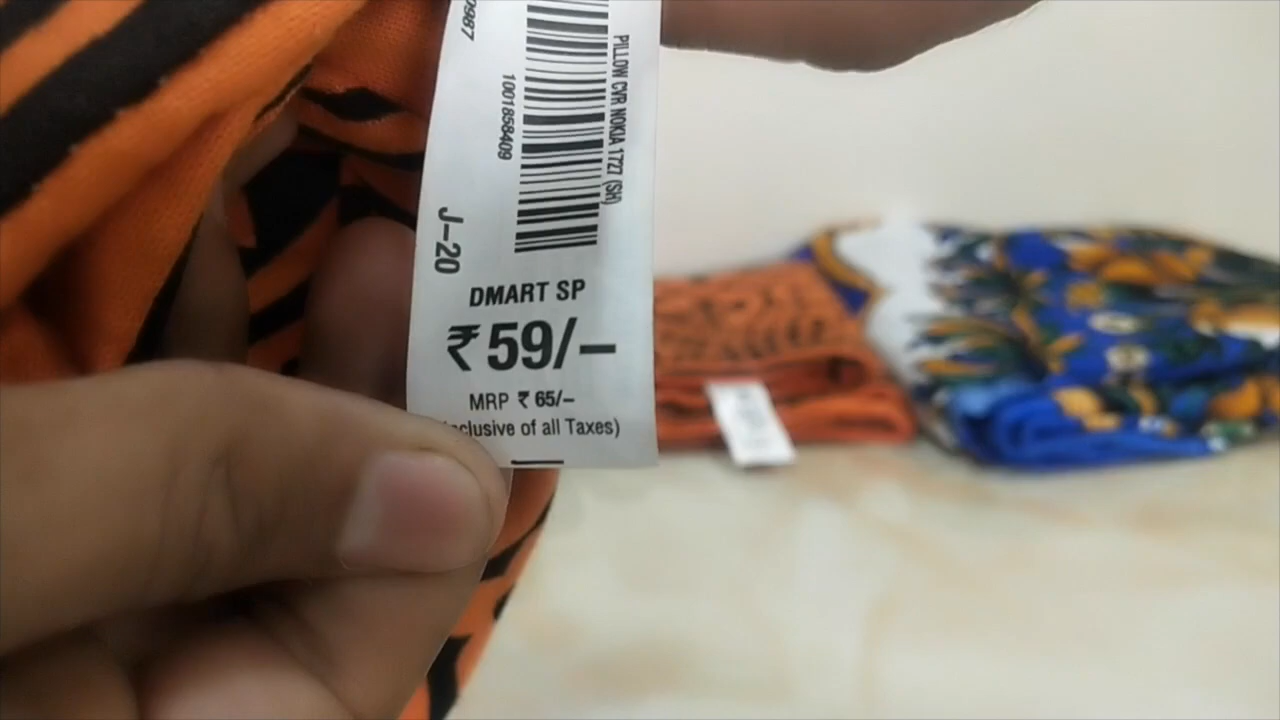 0987
1001858409
PILLOW CVR NOKIA 1727 (SH)
J-20
DMART SP
₹59/-
MRP ₹ 65/-
clusive of all Taxes)